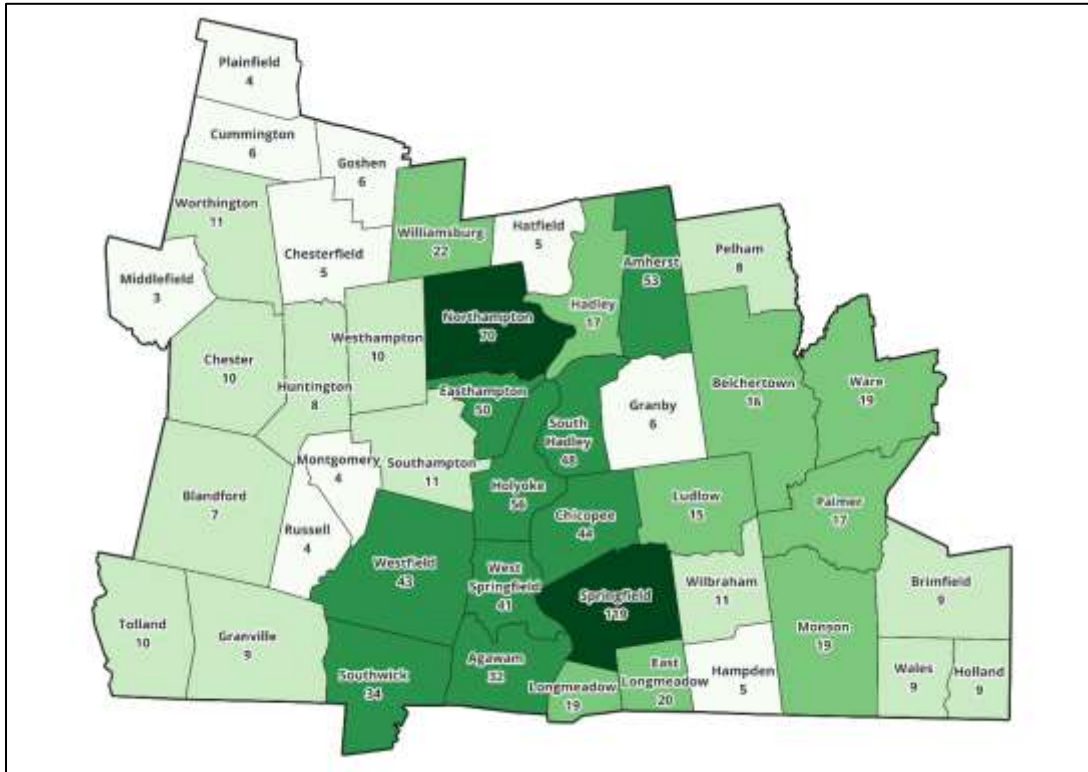 Plainfield
4
Cummington
6
Goshen
6
Worthington
11
Williamsburg
22
Hatfield
5
Amherst
53
Pelham
8
Chesterfield
5
Middlefield
3
Hadley
17
Northampton
70
Westhampton
10
Chester
10
Huntington
8
Easthampton
50
Granby
6
Belchertown
16
Ware
19
South
Hadley
48
Montgomery
4
Southampton
11
Blandford
7
Holyoke
56
Ludlow
15
Palmer
17
Chicopee
44
Russell
4
Westfield
43
West
Springfield
41
Springfield
119
Wilbraham
11
Brimfield
9
Tolland
10
Granville
9
Monson
19
Southwick
34
Agawam
32
Longmeadow
19
East
Longmeadow
20
Hampden
5
Wales
9
Holland
9